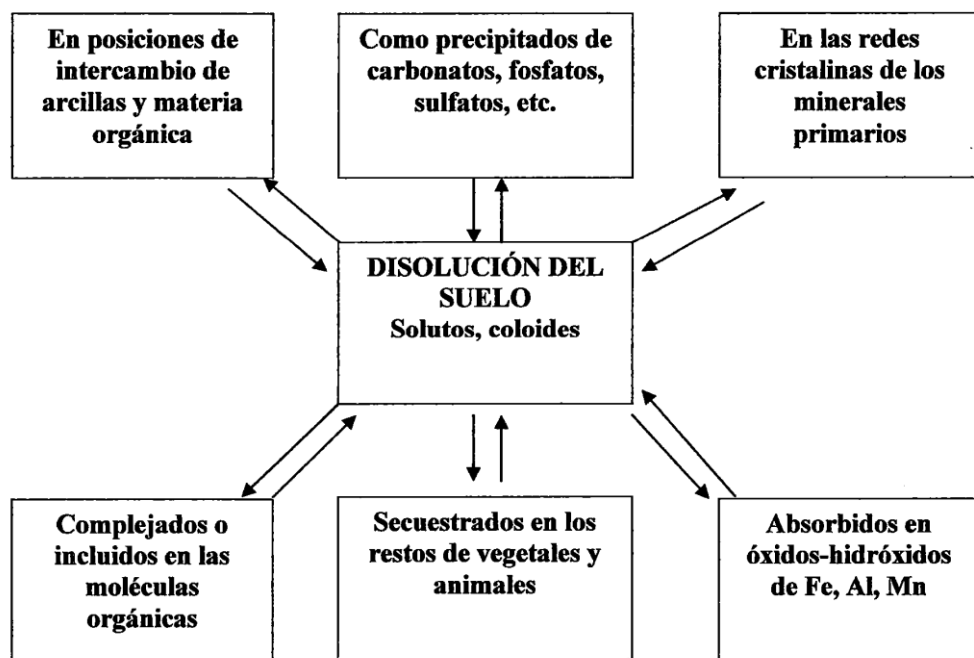 En posiciones de
intercambio de
arcillas y materia
orgánica
Como precipitados de
carbonatos, fosfatos,
sulfatos, etc.
En las redes
cristalinas de los
minerales
primarios
DISOLUCIÓN DEL
SUELO
Solutos, coloides
Complejados o
incluidos en las
moléculas
orgánicas
Secuestrados en los
restos de vegetales y
animales
Absorbidos en
óxidos-hidróxidos
de Fe, Al, Mn